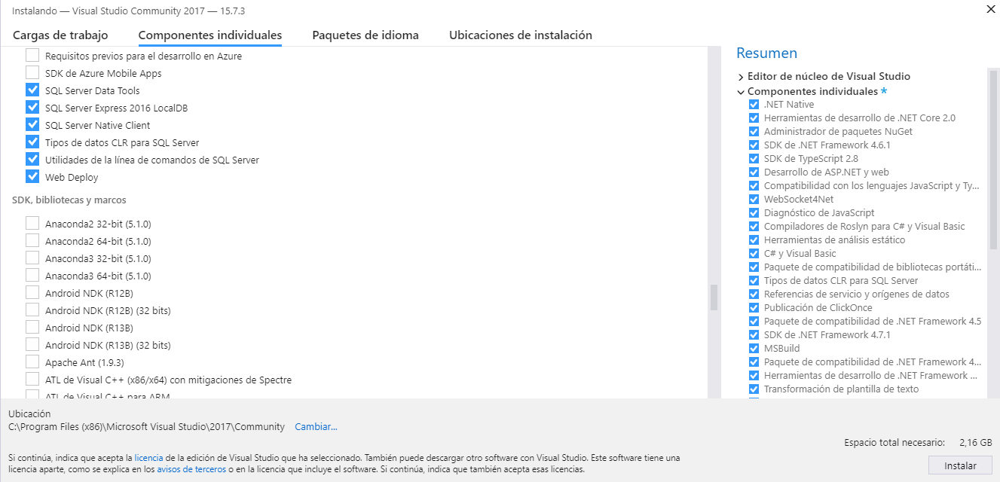 Instalando — Visual Studio Community 2017 — 15.7.3
Cargas de trabajo
Componentes individuales
Paquetes de idioma
Ubicaciones de instalación
Requisitos previos para el desarrollo en Azure
SDK de Azure Mobile Apps
SQL Server Data Tools
SQL Server Express 2016 LocalDB
SQL Server Native Client
Tipos de datos CLR para SQL Server
Utilidades de la línea de comandos de SQL Server
Web Deploy
SDK, bibliotecas y marcos
Anaconda2 32-bit (5.1.0)
Anaconda2 64-bit (5.1.0)
Anaconda3 32-bit (5.1.0)
Anaconda3 64-bit (5.1.0)
Android NDK (R12B)
Android NDK (R12B) (32 bits)
Android NDK (R13B)
Android NDK (R13B) (32 bits)
Apache Ant (1.9.3)
ATL de Visual C++ (x86/x64) con mitigaciones de Spectre
ATL de Visual C++ para ARM
Resumen
Editor de núcleo de Visual Studio
Componentes individuales *
.NET Native
Herramientas de desarrollo de .NET Core 2.0
Administrador de paquetes NuGet
SDK de .NET Framework 4.6.1
SDK de TypeScript 2.8
Desarrollo de ASP.NET y web
Compatibilidad con los lenguajes JavaScript y Ty...
WebSocket4Net
Diagnóstico de JavaScript
Compiladores de Roslyn para C# y Visual Basic
Herramientas de análisis estático
C# y Visual Basic
Paquete de compatibilidad de bibliotecas portáti...
Tipos de datos CLR para SQL Server
Referencias de servicio y orígenes de datos
Publicación de ClickOnce
Paquete de compatibilidad de .NET Framework 4.5
SDK de .NET Framework 4.7.1
MSBuild
Paquete de compatibilidad de .NET Framework 4...
Herramientas de desarrollo de .NET Framework ...
Transformación de plantilla de texto
Ubicación
C:\Program Files (x86)\Microsoft Visual Studio\2017\Community Cambiar...
Espacio total necesario: 2,16 GB
Si continúa, indica que acepta la licencia de la edición de Visual Studio que ha seleccionado. También puede descargar otro software con Visual Studio. Este software tiene una
licencia aparte, como se explica en los avisos de terceros o en la licencia que incluye el software. Si continúa, indica que también acepta esas licencias.
Instalar